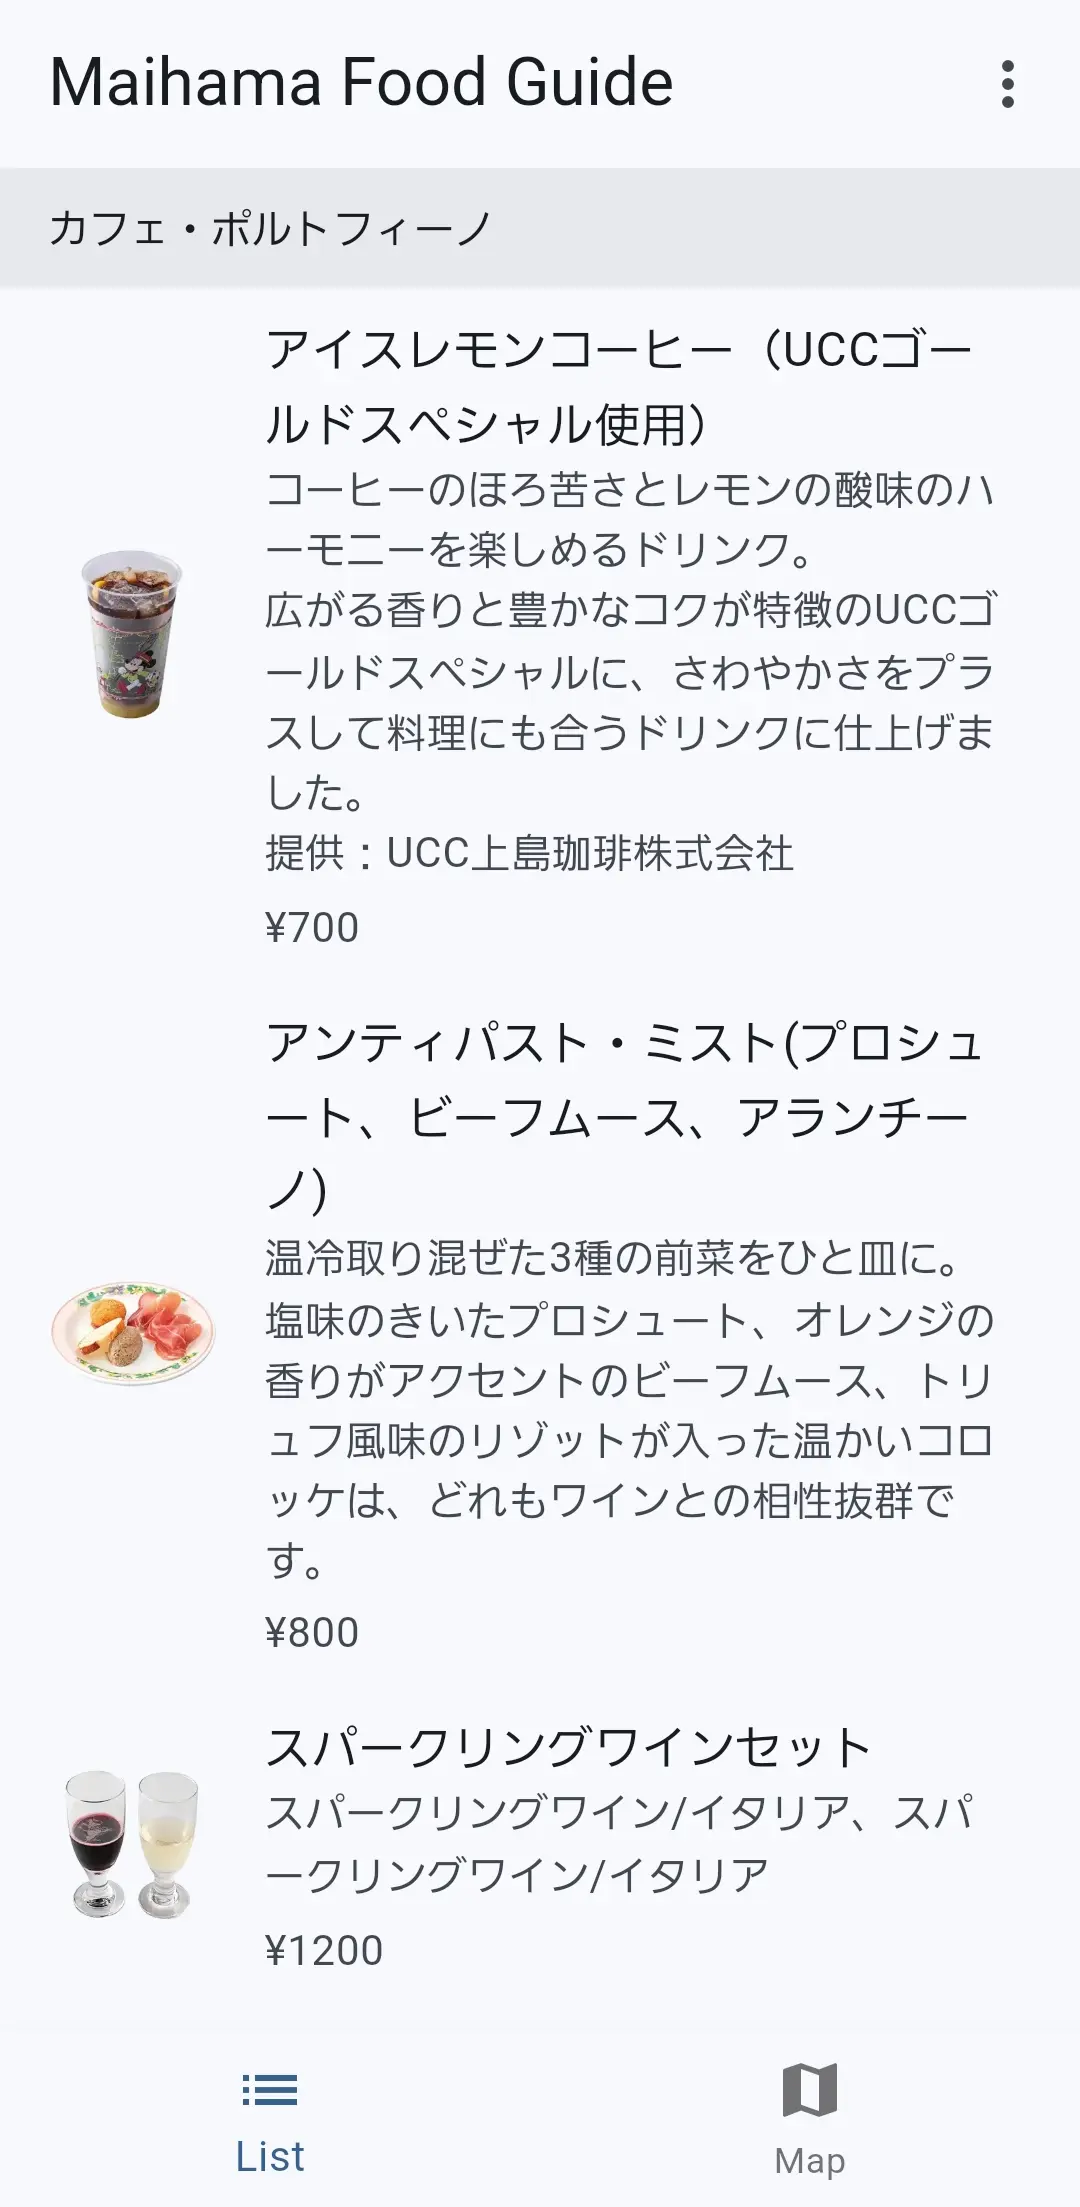 Maihama Food Guide
カフェ・ポルトフィーノ
アイスレモンコーヒー（UCCゴー
ルドスペシャル使用）
コーヒーのほろ苦さとレモンの酸味のハ
ーモニーを楽しめるドリンク。
広がる香りと豊かなコクが特徴のUCCゴ
ールドスペシャルに、さわやかさをプラ
スして料理にも合うドリンクに仕上げま
した。
提供：UCC上島珈琲株式会社
¥700
アンティパスト・ミスト(プロシュ
ート、ビーフムース、アランチー
ノ)
温冷取り混ぜた3種の前菜をひと皿に。
塩味のきいたプロシュート、オレンジの
香りがアクセントのビーフムース、トリ
ュフ風味のリゾットが入った温かいコロ
ッケは、どれもワインとの相性抜群で
す。
¥800
スパークリングワインセット
スパークリングワイン/イタリア、スパ
ークリングワイン/イタリア
¥1200
List
Map